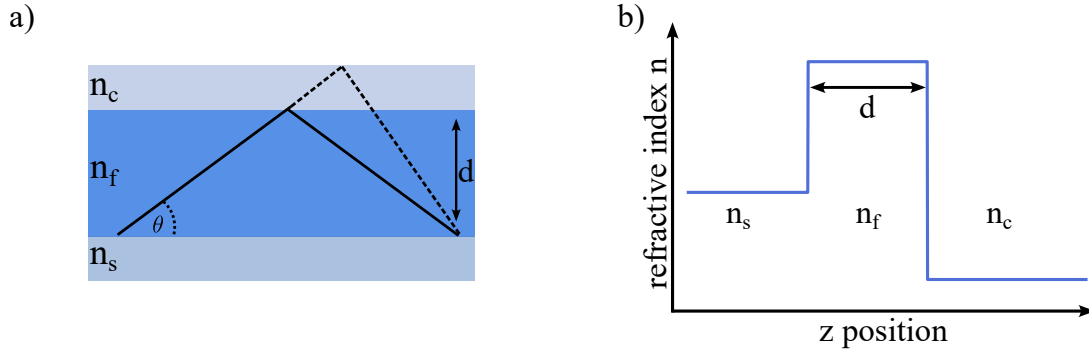 a)
n_c
n_f
d
θ
n_s
b)
refractive index n
d
n_s
n_f
n_c
z position